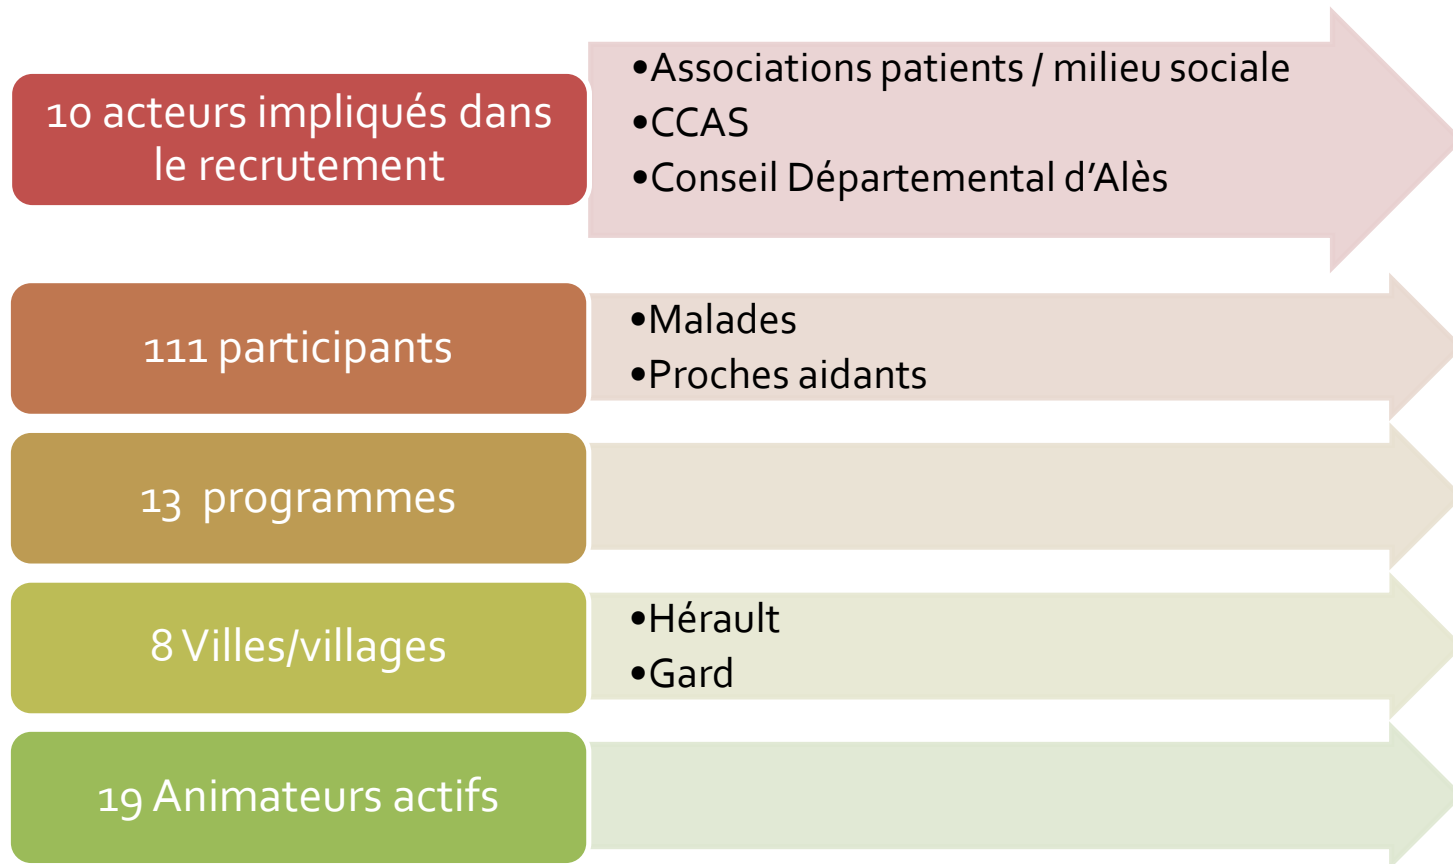 10 acteurs impliqués dans
le recrutement
•Associations patients / milieu sociale
•CCAS
•Conseil Départemental d’Alès
111 participants
•Malades
•Proches aidants
13 programmes
8 Villes/villages
•Hérault
•Gard
19 Animateurs actifs